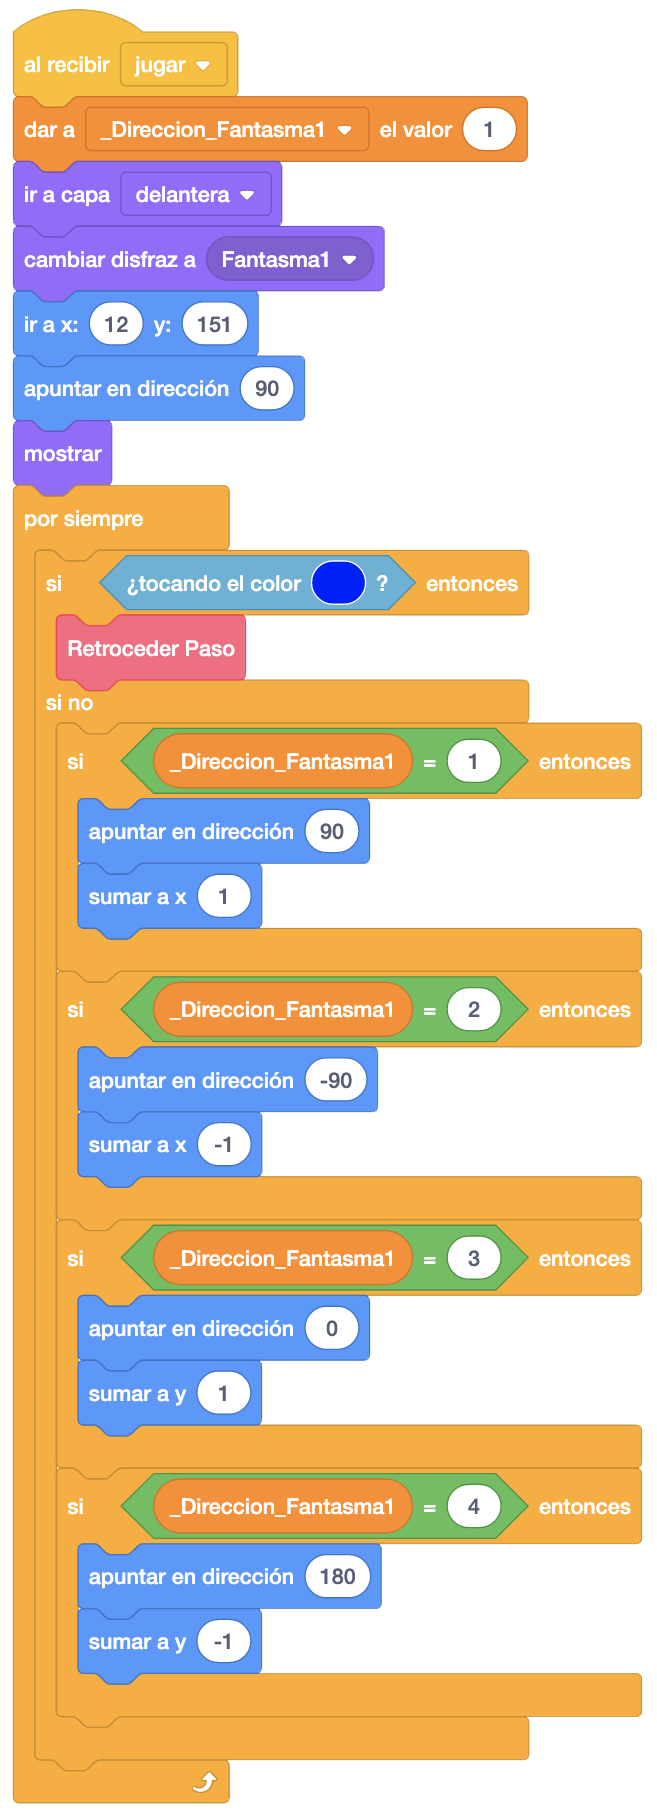 al recibir jugar
dar a _Direccion_Fantasma1 el valor 1
ir a capa delantera
cambiar disfraz a Fantasma1
ir a x: 12 y: 151
apuntar en dirección 90
mostrar
por siempre
si ¿tocando el color ? entonces
Retroceder Paso
si no
si _Direccion_Fantasma1 = 1 entonces
apuntar en dirección 90
sumar a x 1
si _Direccion_Fantasma1 = 2 entonces
apuntar en dirección -90
sumar a x -1
si _Direccion_Fantasma1 = 3 entonces
apuntar en dirección 0
sumar a y 1
si _Direccion_Fantasma1 = 4 entonces
apuntar en dirección 180
sumar a y -1